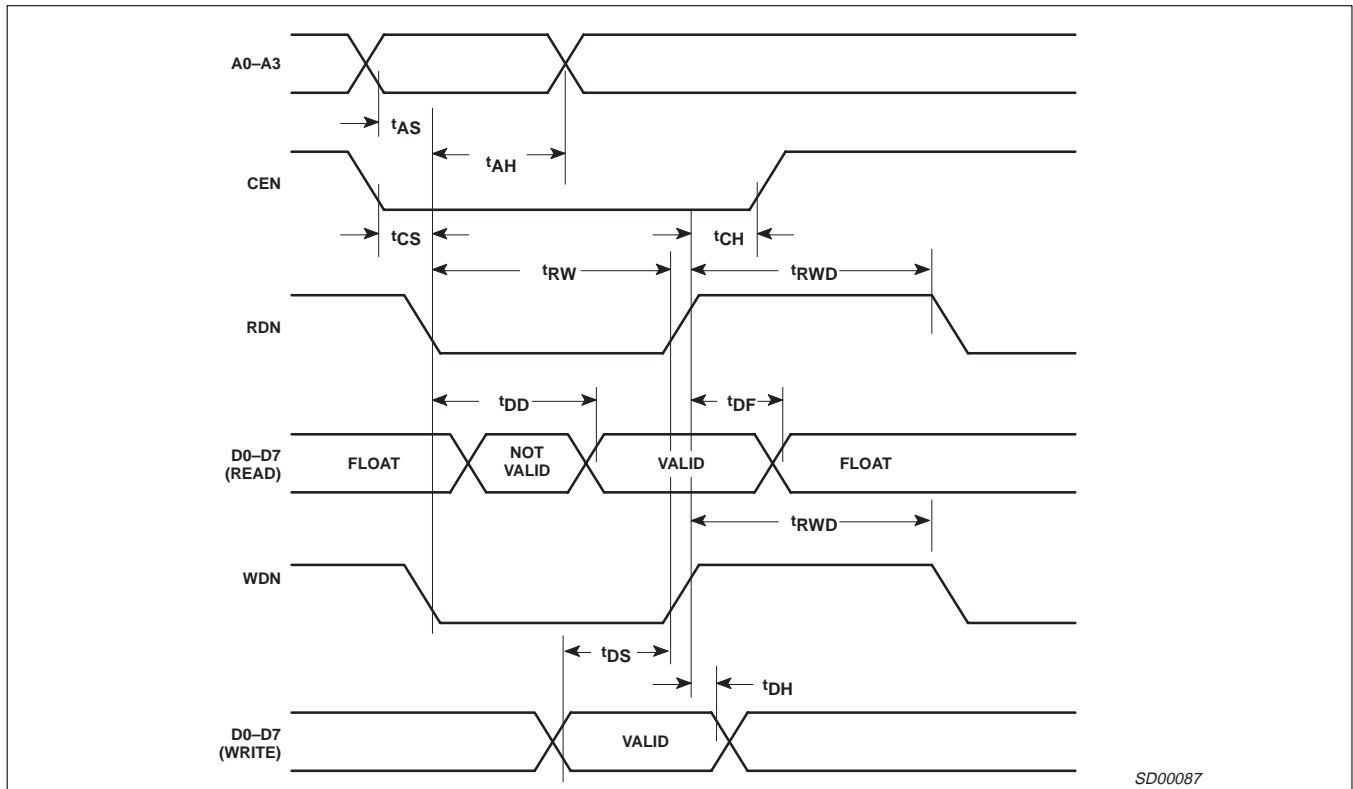 A0–A3
tAS
tAH
CEN
tCS
tCH
tRW
tRWD
RDN
tDD
tDF
D0–D7
(READ)
FLOAT
NOT
VALID
VALID
FLOAT
tRWD
WDN
tDS
tDH
D0–D7
(WRITE)
VALID
SD00087